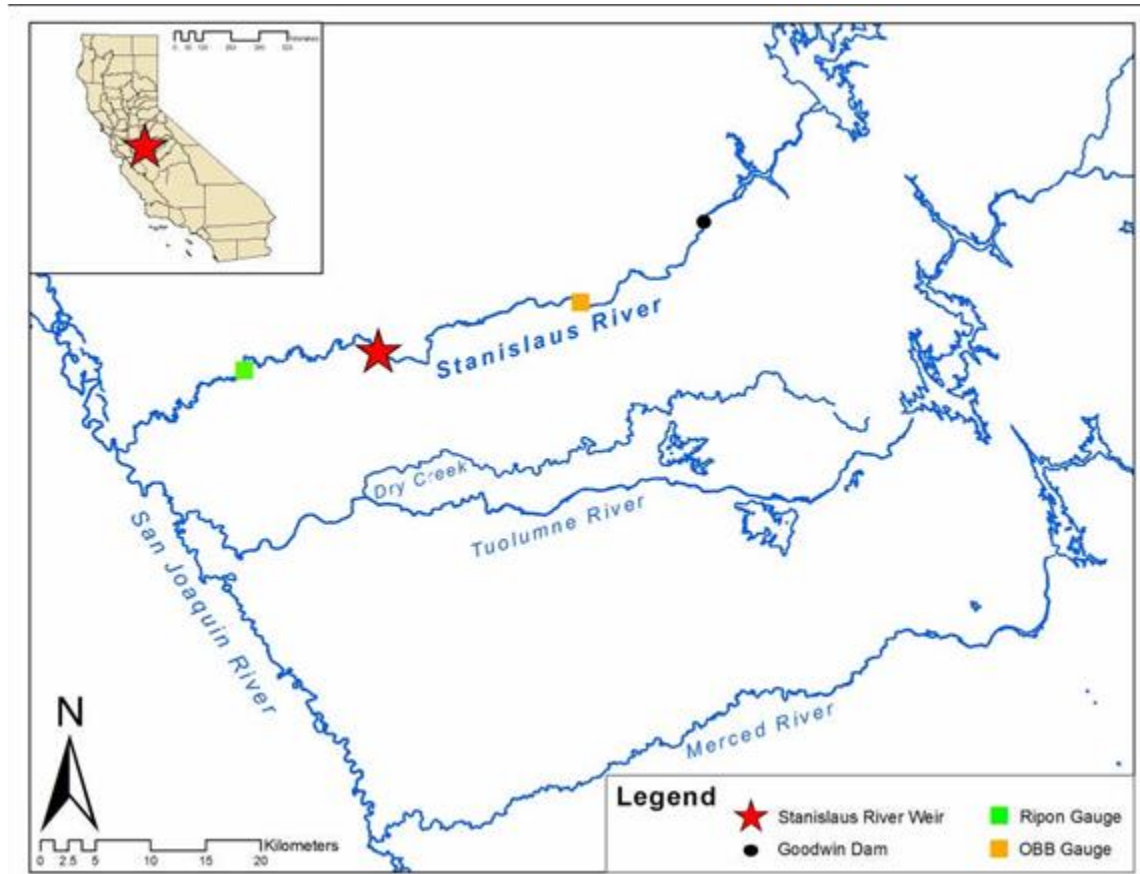 Kilometers
Stanislaus River
Dry Creek
Tuolumne River
San Joaquin River
Merced River
N
Kilometers
0 2.5 5 10 15 20
Legend
Stanislaus River Weir
Ripon Gauge
Goodwin Dam
OBB Gauge